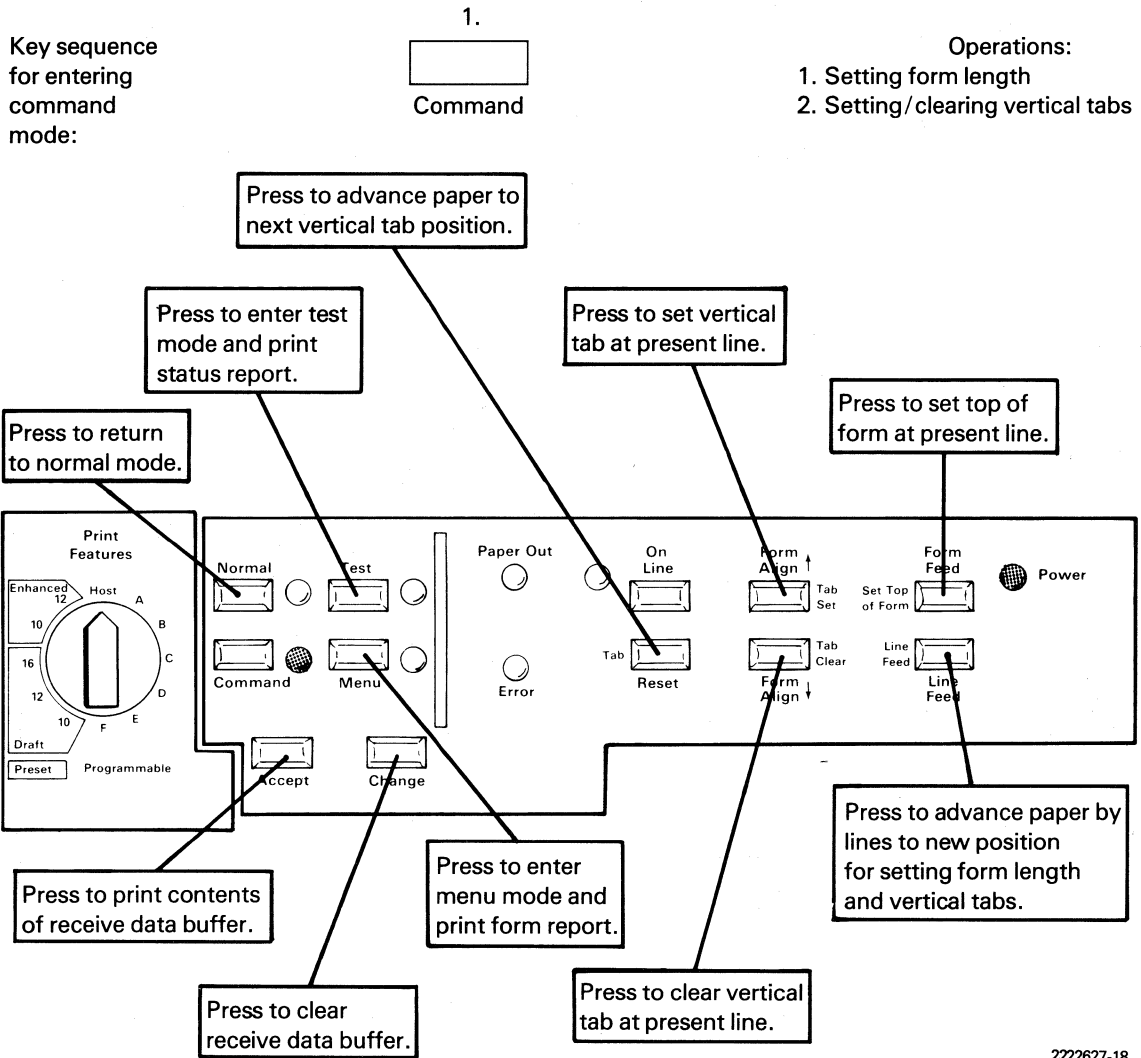 1.
Key sequence
for entering
command
mode:
Command
Operations:
1. Setting form length
2. Setting/clearing vertical tabs
Press to advance paper to
next vertical tab position.
Press to enter test
mode and print
status report.
Press to set vertical
tab at present line.
Press to set top of
form at present line.
Press to return
to normal mode.
Print
Features
Enhanced
12
10
16
12
10
Draft
Preset
Programmable
Host
A
B
C
D
E
F
Normal
Test
Command
Menu
Accept
Change
Paper Out
Error
On
Line
Tab
Reset
Form
Align ↑
Tab
Set
Tab
Clear
Form
Align ↓
Form
Feed
Set Top
of Form
Line
Feed
Line
Feed
Power
Press to print contents
of receive data buffer.
Press to clear
receive data buffer.
Press to enter
menu mode and
print form report.
Press to clear vertical
tab at present line.
Press to advance paper by
lines to new position
for setting form length
and vertical tabs.
2222627-18